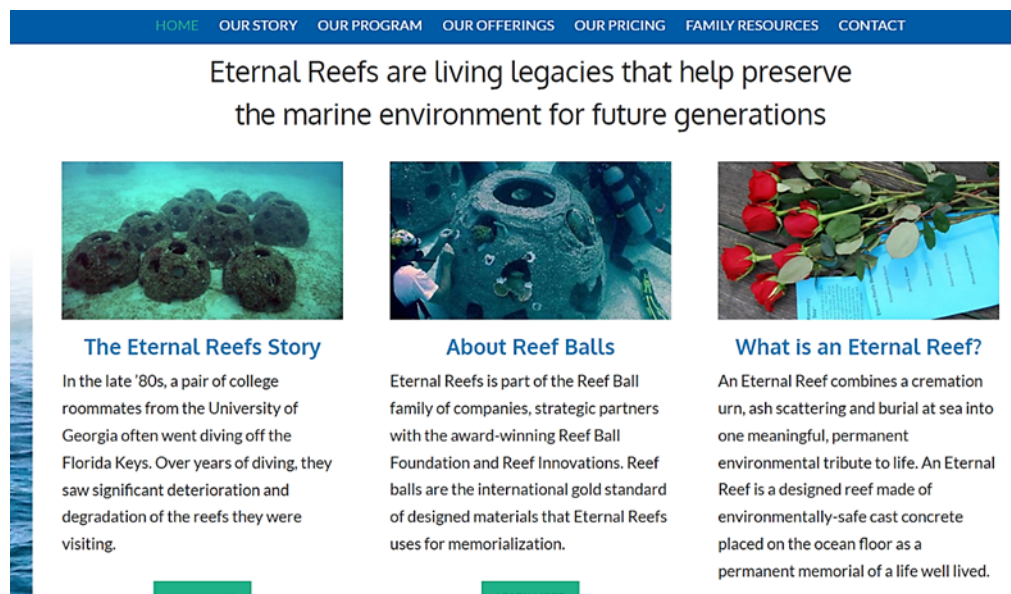 HOME OUR STORY OUR PROGRAM OUR OFFERINGS OUR PRICING FAMILY RESOURCES CONTACT
Eternal Reefs are living legacies that help preserve
the marine environment for future generations
The Eternal Reefs Story
In the late '80s, a pair of college
roommates from the University of
Georgia often went diving off the
Florida Keys. Over years of diving, they
saw significant deterioration and
degradation of the reefs they were
visiting.
About Reef Balls
Eternal Reefs is part of the Reef Ball
family of companies, strategic partners
with the award-winning Reef Ball
Foundation and Reef Innovations. Reef
balls are the international gold standard
of designed materials that Eternal Reefs
uses for memorialization.
What is an Eternal Reef?
An Eternal Reef combines a cremation
urn, ash scattering and burial at sea into
one meaningful, permanent
environmental tribute to life. An Eternal
Reef is a designed reef made of
environmentally-safe cast concrete
placed on the ocean floor as a
permanent memorial of a life well lived.